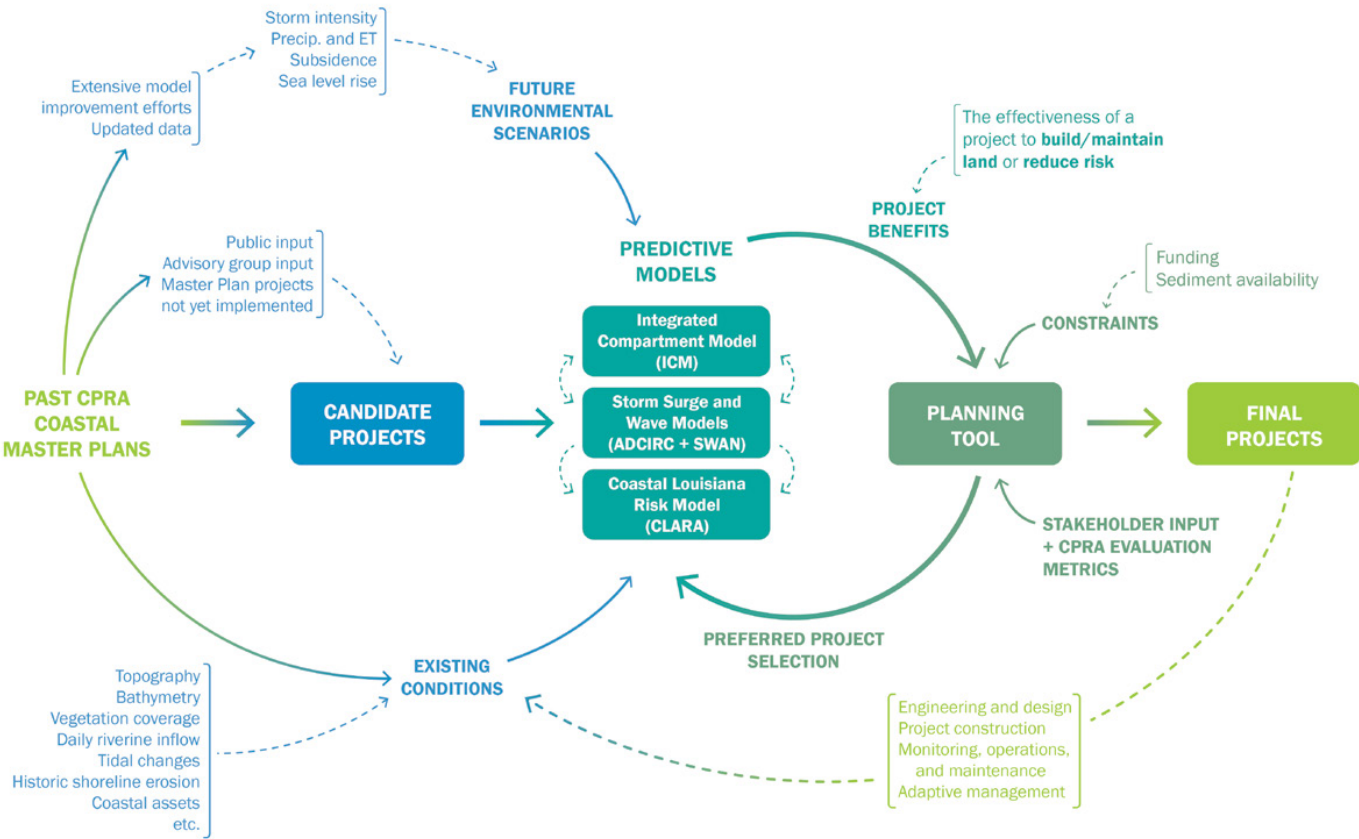 Storm intensity
Precip. and ET
Subsidence
Sea level rise
Extensive model
improvement efforts
Updated data
FUTURE
ENVIRONMENTAL
SCENARIOS
The effectiveness of a
project to build/maintain
land or reduce risk
PROJECT
BENEFITS
Public input
Advisory group input
Master Plan projects
not yet implemented
PREDICTIVE
MODELS
Funding
Sediment availability
CONSTRAINTS
Integrated
Compartment Model
(ICM)
PAST CPRA
COASTAL
MASTER PLANS
CANDIDATE
PROJECTS
Storm Surge and
Wave Models
(ADCIRC + SWAN)
PLANNING
TOOL
FINAL
PROJECTS
Coastal Louisiana
Risk Model
(CLARA)
STAKEHOLDER INPUT
+ CPRA EVALUATION
METRICS
PREFERRED PROJECT
SELECTION
EXISTING
CONDITIONS
Topography
Bathymetry
Vegetation coverage
Daily riverine inflow
Tidal changes
Historic shoreline erosion
Coastal assets
etc.
Engineering and design
Project construction
Monitoring, operations,
and maintenance
Adaptive management